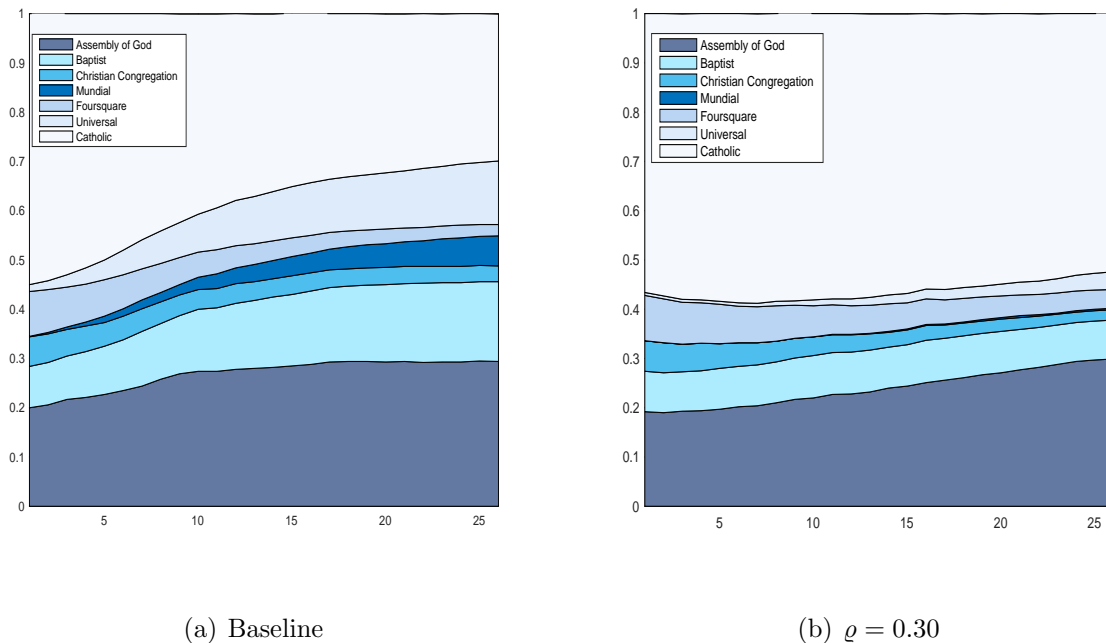 1
0.9
0.8
0.7
0.6
0.5
0.4
0.3
0.2
0.1
0
5
10
15
20
25
Assembly of God
Baptist
Christian Congregation
Mundial
Foursquare
Universal
Catholic
(a) Baseline
1
0.9
0.8
0.7
0.6
0.5
0.4
0.3
0.2
0.1
0
5
10
15
20
25
Assembly of God
Baptist
Christian Congregation
Mundial
Foursquare
Universal
Catholic
(b) ϱ = 0.30